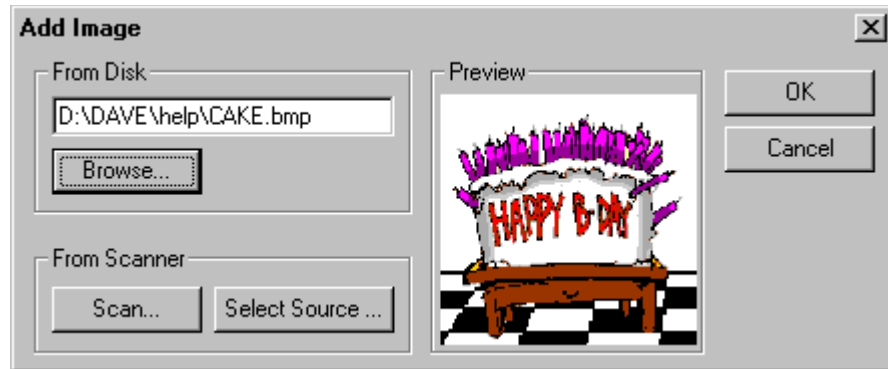 Add Image
From Disk
D:\DAVE\help\CAKE.bmp
Browse...
From Scanner
Scan...
Select Source ...
Preview
HAPPY B-DAY
OK
Cancel